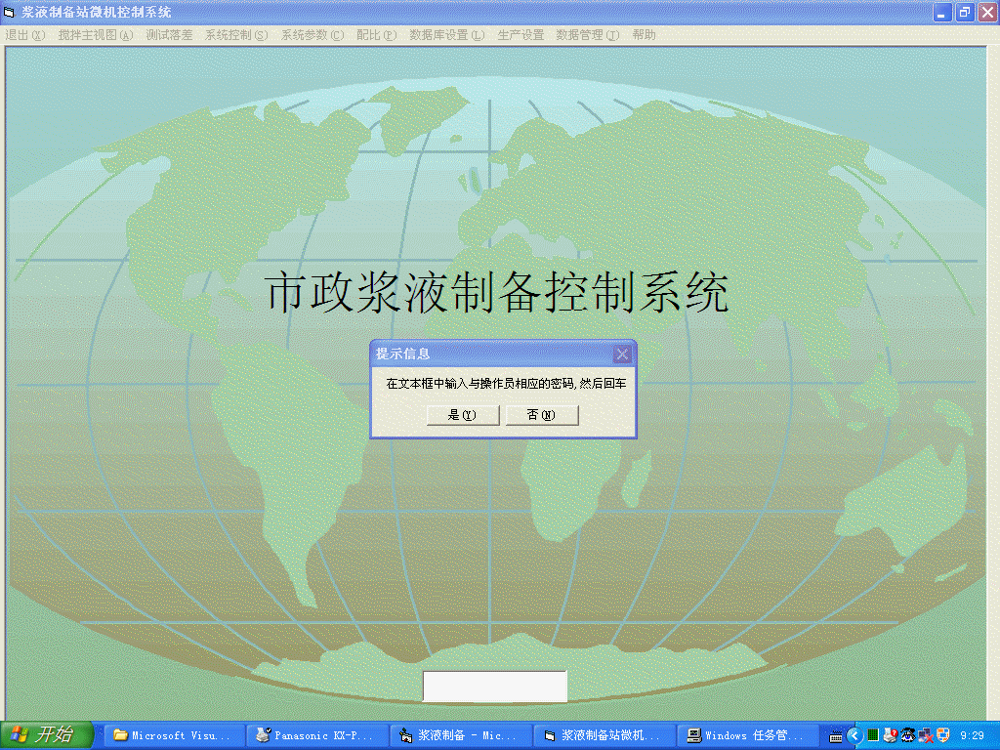 浆液制备站微机控制系统
退出(X) 搅拌主视图(A) 测试落差 系统控制(S) 系统参数(C) 配比(P) 数据库设置(L) 生产设置 数据管理(T) 帮助
市政浆液制备控制系统
提示信息
在文本框中输入与操作员相应的密码,然后回车
是(Y) 否(N)
开始 Microsoft Visu... Panasonic KX-P... 浆液制备 - Mic... 浆液制备站微机... Windows 任务管... 9:29